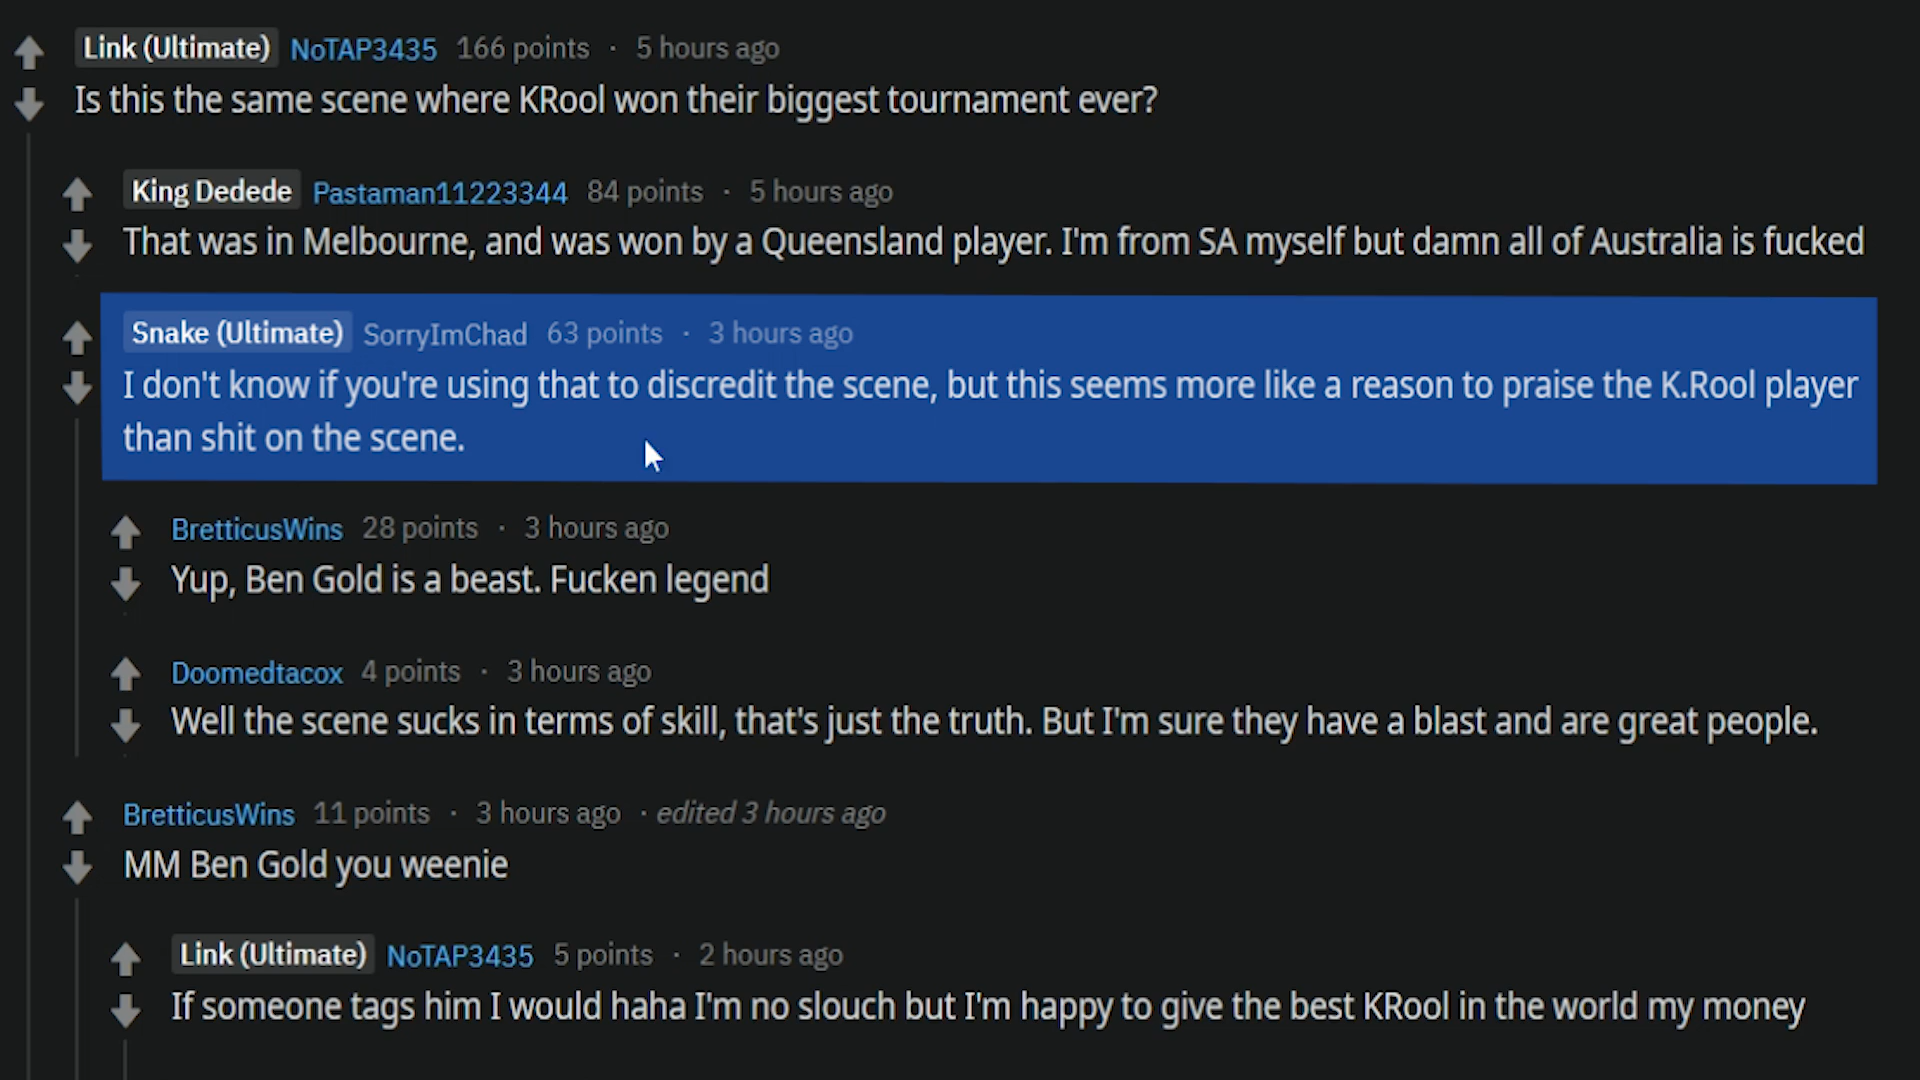 Link (Ultimate) NoTAP3435 166 points · 5 hours ago
Is this the same scene where KRool won their biggest tournament ever?
King Dedede Pastaman11223344 84 points · 5 hours ago
That was in Melbourne, and was won by a Queensland player. I'm from SA myself but damn all of Australia is fucked
Snake (Ultimate) SorryImChad 63 points · 3 hours ago
I don't know if you're using that to discredit the scene, but this seems more like a reason to praise the K.Rool player
than shit on the scene.
BretticusWins 28 points · 3 hours ago
Yup, Ben Gold is a beast. Fucken legend
Doomedtacox 4 points · 3 hours ago
Well the scene sucks in terms of skill, that's just the truth. But I'm sure they have a blast and are great people.
BretticusWins 11 points · 3 hours ago · edited 3 hours ago
MM Ben Gold you weenie
Link (Ultimate) NoTAP3435 5 points · 2 hours ago
If someone tags him I would haha I'm no slouch but I'm happy to give the best KRool in the world my money